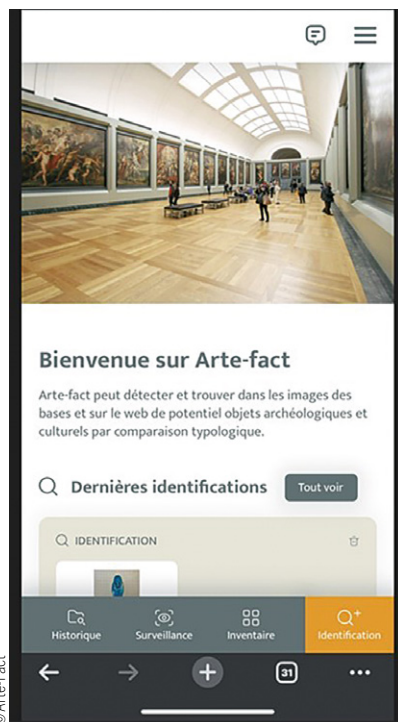 Bienvenue sur Arte-fact
Arte-fact peut détecter et trouver dans les images des
bases et sur le web de potentiel objets archéologiques et
culturels par comparaison typologique.
Dernières identifications
Tout voir
IDENTIFICATION
Historique
Surveillance
Inventaire
Identification
31
© Arte-Fact